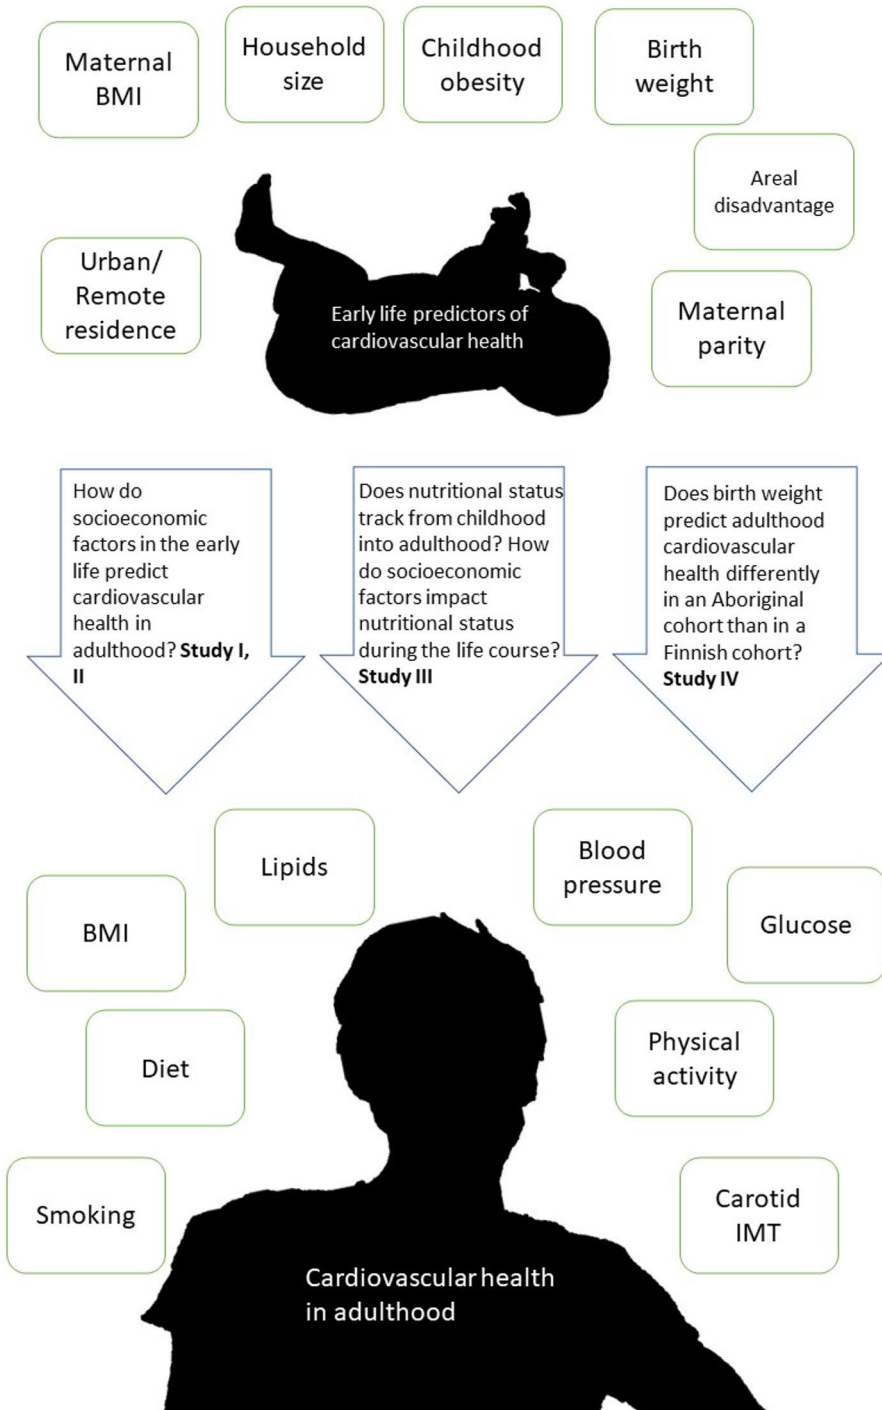 Maternal
BMI
Household
size
Childhood
obesity
Birth
weight
Areal
disadvantage
Urban/
Remote
residence
Early life predictors of
cardiovascular health
Maternal
parity
How do
socioeconomic
factors in the early
life predict
cardiovascular
health in
adulthood? Study I,
II
Does nutritional status
track from childhood
into adulthood? How
do socioeconomic
factors impact
nutritional status
during the life course?
Study III
Does birth weight
predict adulthood
cardiovascular
health differently
in an Aboriginal
cohort than in a
Finnish cohort?
Study IV
Lipids
Blood
pressure
BMI
Glucose
Diet
Physical
activity
Smoking
Carotid
IMT
Cardiovascular health
in adulthood